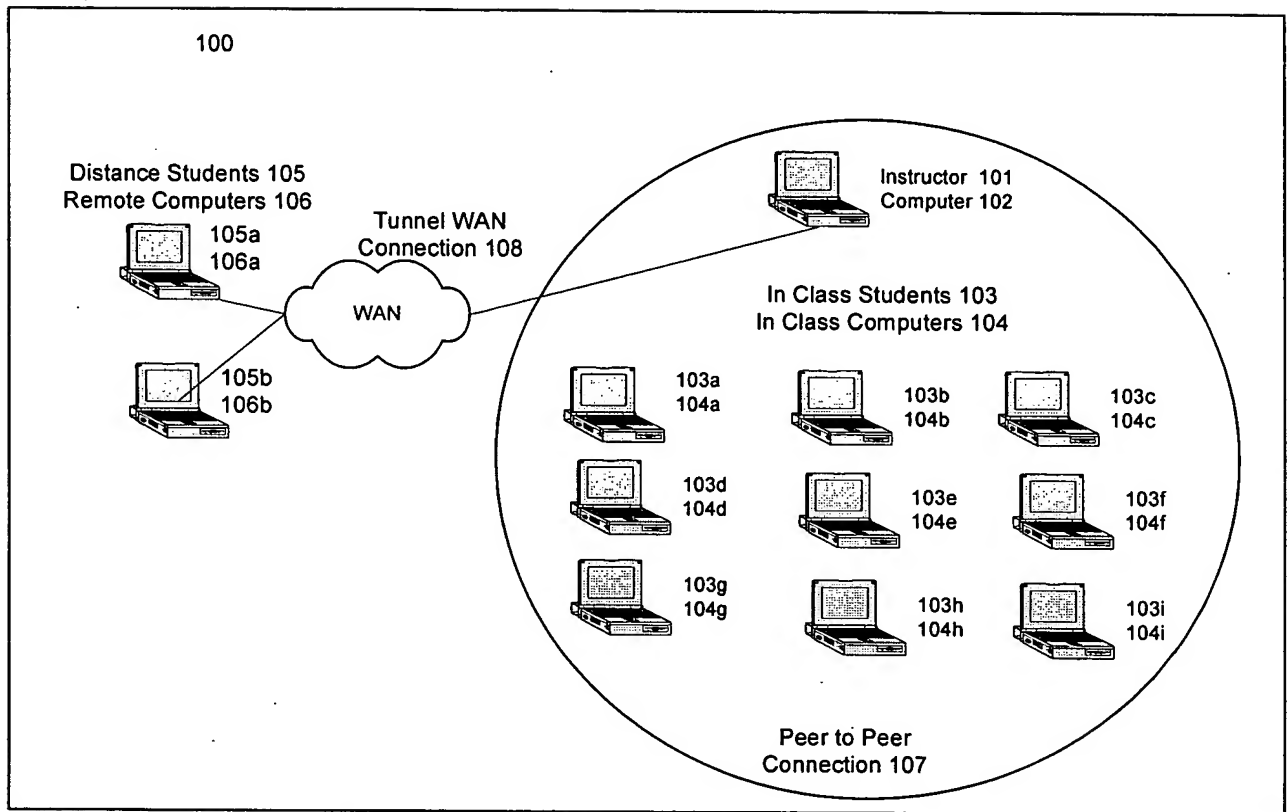 100
Distance Students 105
Remote Computers 106
105a
106a
105b
106b
Tunnel WAN
Connection 108
WAN
Instructor 101
Computer 102
In Class Students 103
In Class Computers 104
103a
104a
103b
104b
103c
104c
103d
104d
103e
104e
103f
104f
103g
104g
103h
104h
103i
104i
Peer to Peer
Connection 107